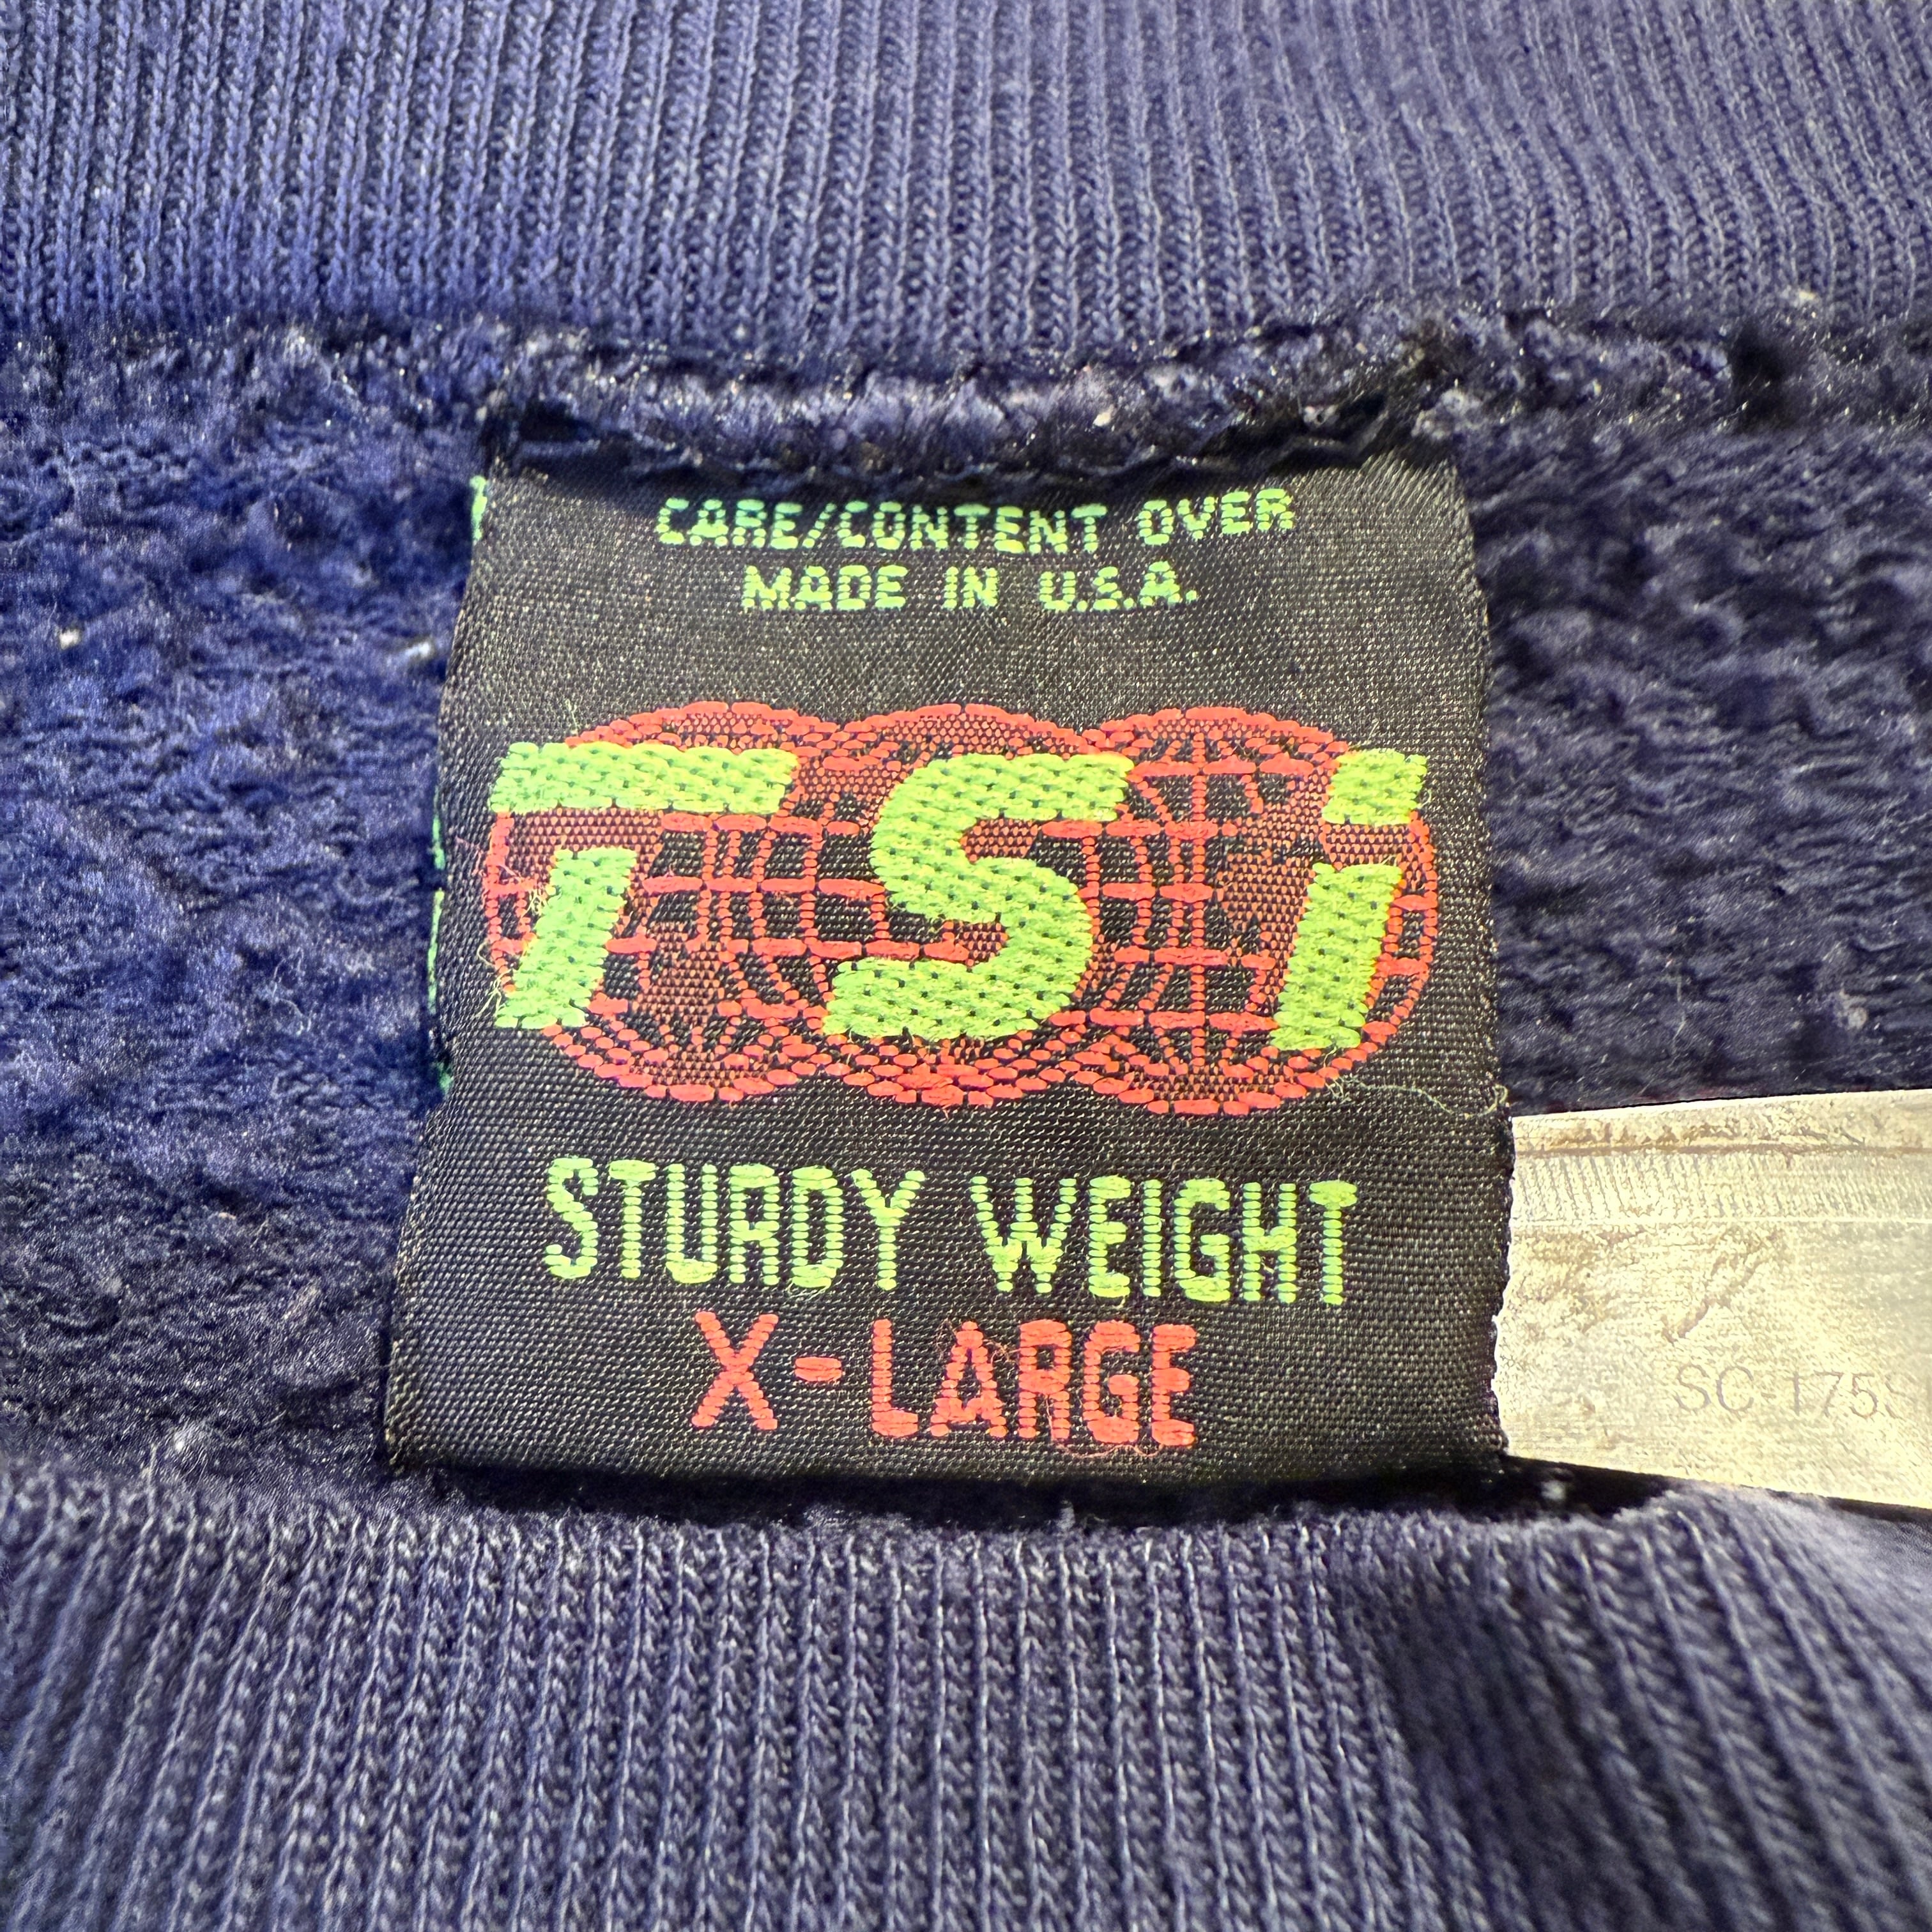 CARE/CONTENT OVER
MADE IN U.S.A.
TSi
STURDY WEIGHT
X-LARGE